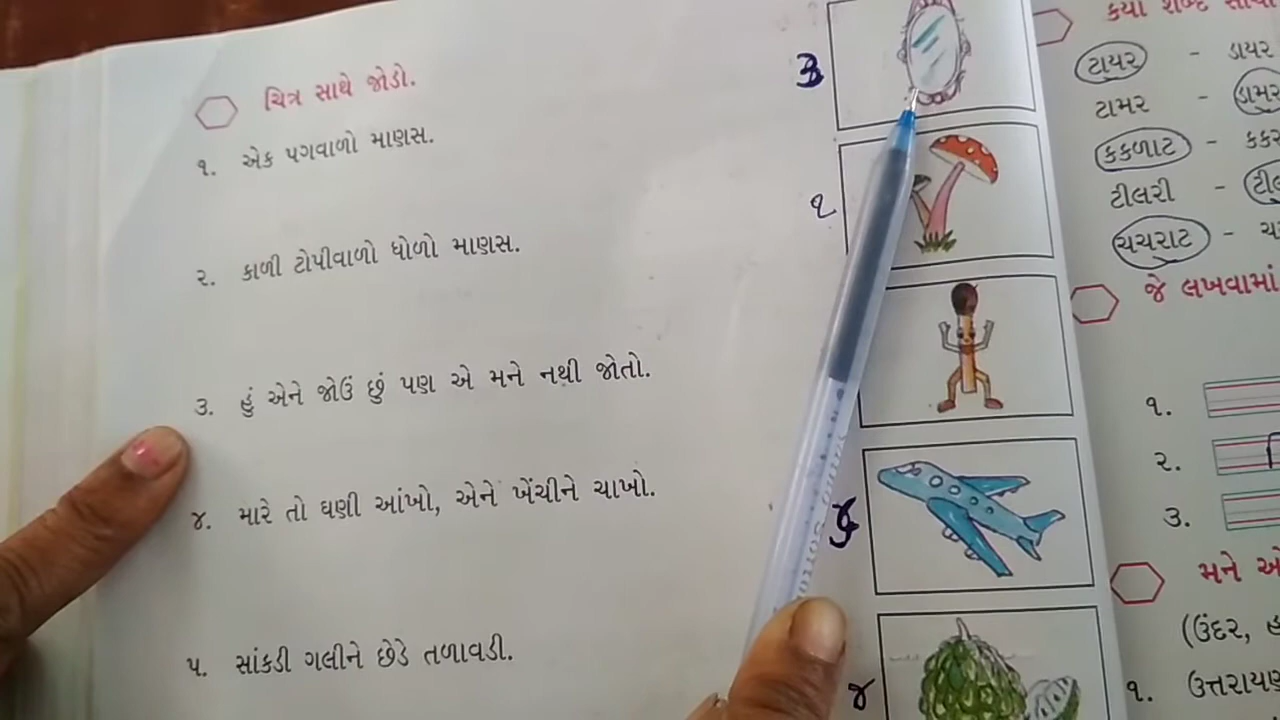 ચિત્ર સાથે જોડો.
૧. એક પગવાળો માણસ.
૨. કાળી ટોપીવાળો ધોળો માણસ.
૩. હું એને જોઉં છું પણ એ મને નથી જોતો.
૪. મારે તો ઘણી આંખો, એને ખેંચીને ચાખો.
૫. સાંકડી ગલીને છેડે તળાવડી.
૩
૧
૪
કયા શબ્દ
ટાયર - ડાયર
ટામર - ડામર
કકળાટ -
ટીલરી -
ચચરાટ -
જે લખવામાં
૧.
૨.
૩.
મને
(ઉંદર,
૧. ઉત્તરાયણ